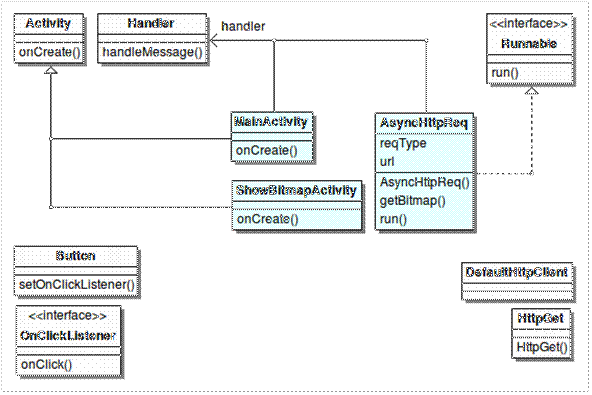 Activity
onCreate()
Handler
handleMessage()
handler
<<interface>>
Runnable
run()
MainActivity
onCreate()
AsyncHttpReq
reqType
url
AsyncHttpReq()
getBitmap()
run()
ShowBitmapActivity
onCreate()
Button
setOnClickListener()
<<interface>>
OnClickListener
onClick()
DefaultHttpClient
HttpGet
HttpGet()